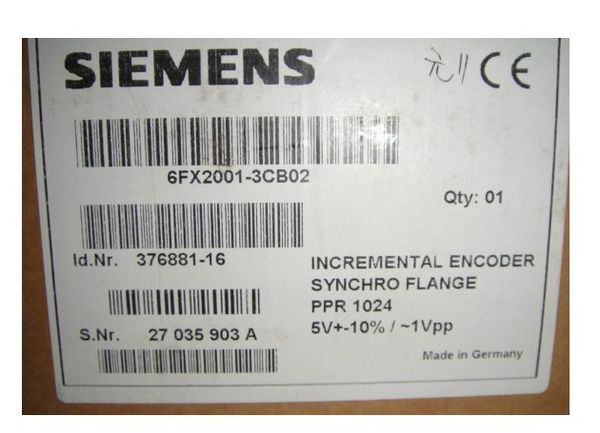 SIEMENS
CE
6FX2001-3CB02
Qty: 01
Id.Nr. 376881-16
INCREMENTAL ENCODER
SYNCHRO FLANGE
PPR 1024
5V+-10% / ~1Vpp
S.Nr. 27 035 903 A
Made in Germany